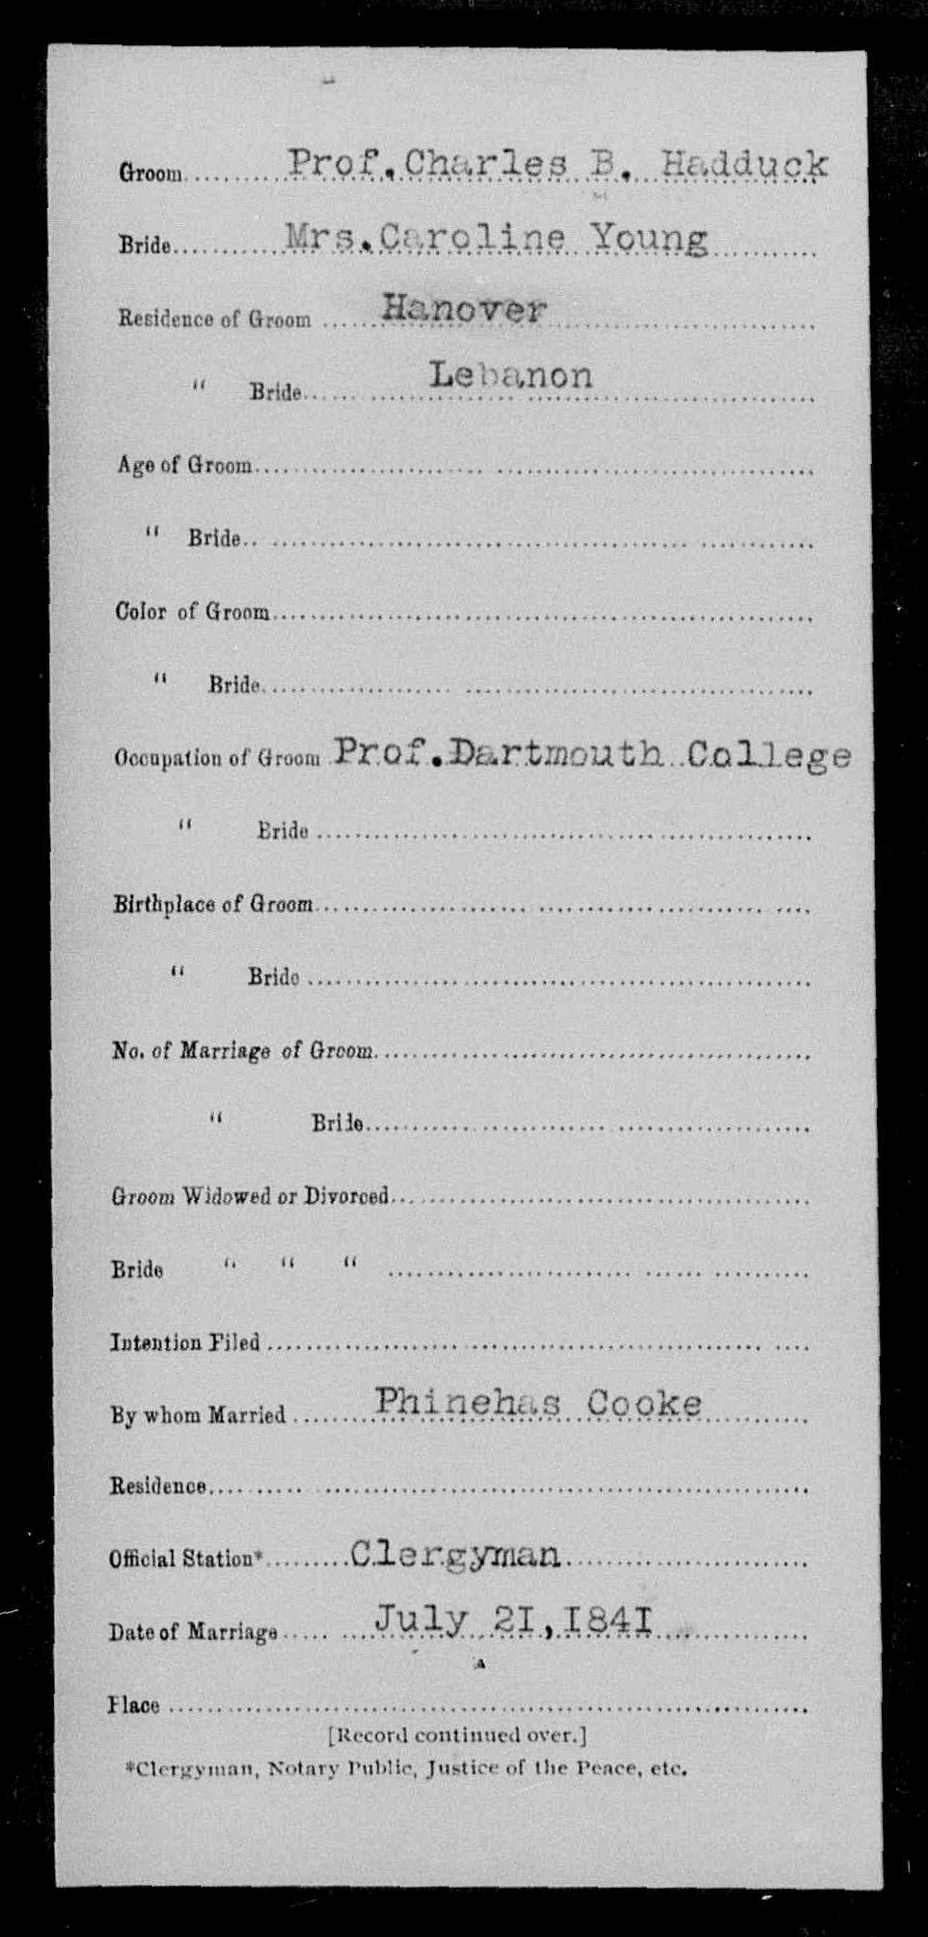 Groom Prof. Charles B. Hadduck
Bride Mrs. Caroline Young
Residence of Groom Hanover
" Bride Lebanon
Age of Groom
" Bride
Color of Groom
" Bride
Occupation of Groom Prof. Dartmouth College
" Bride
Birthplace of Groom
" Bride
No. of Marriage of Groom
" Bride
Groom Widowed or Divorced
Bride " " "
Intention Filed
By whom Married Phinehas Cooke
Residence
Official Station* Clergyman
Date of Marriage July 21, 1841
Place
[Record continued over.]
*Clergyman, Notary Public, Justice of the Peace, etc.